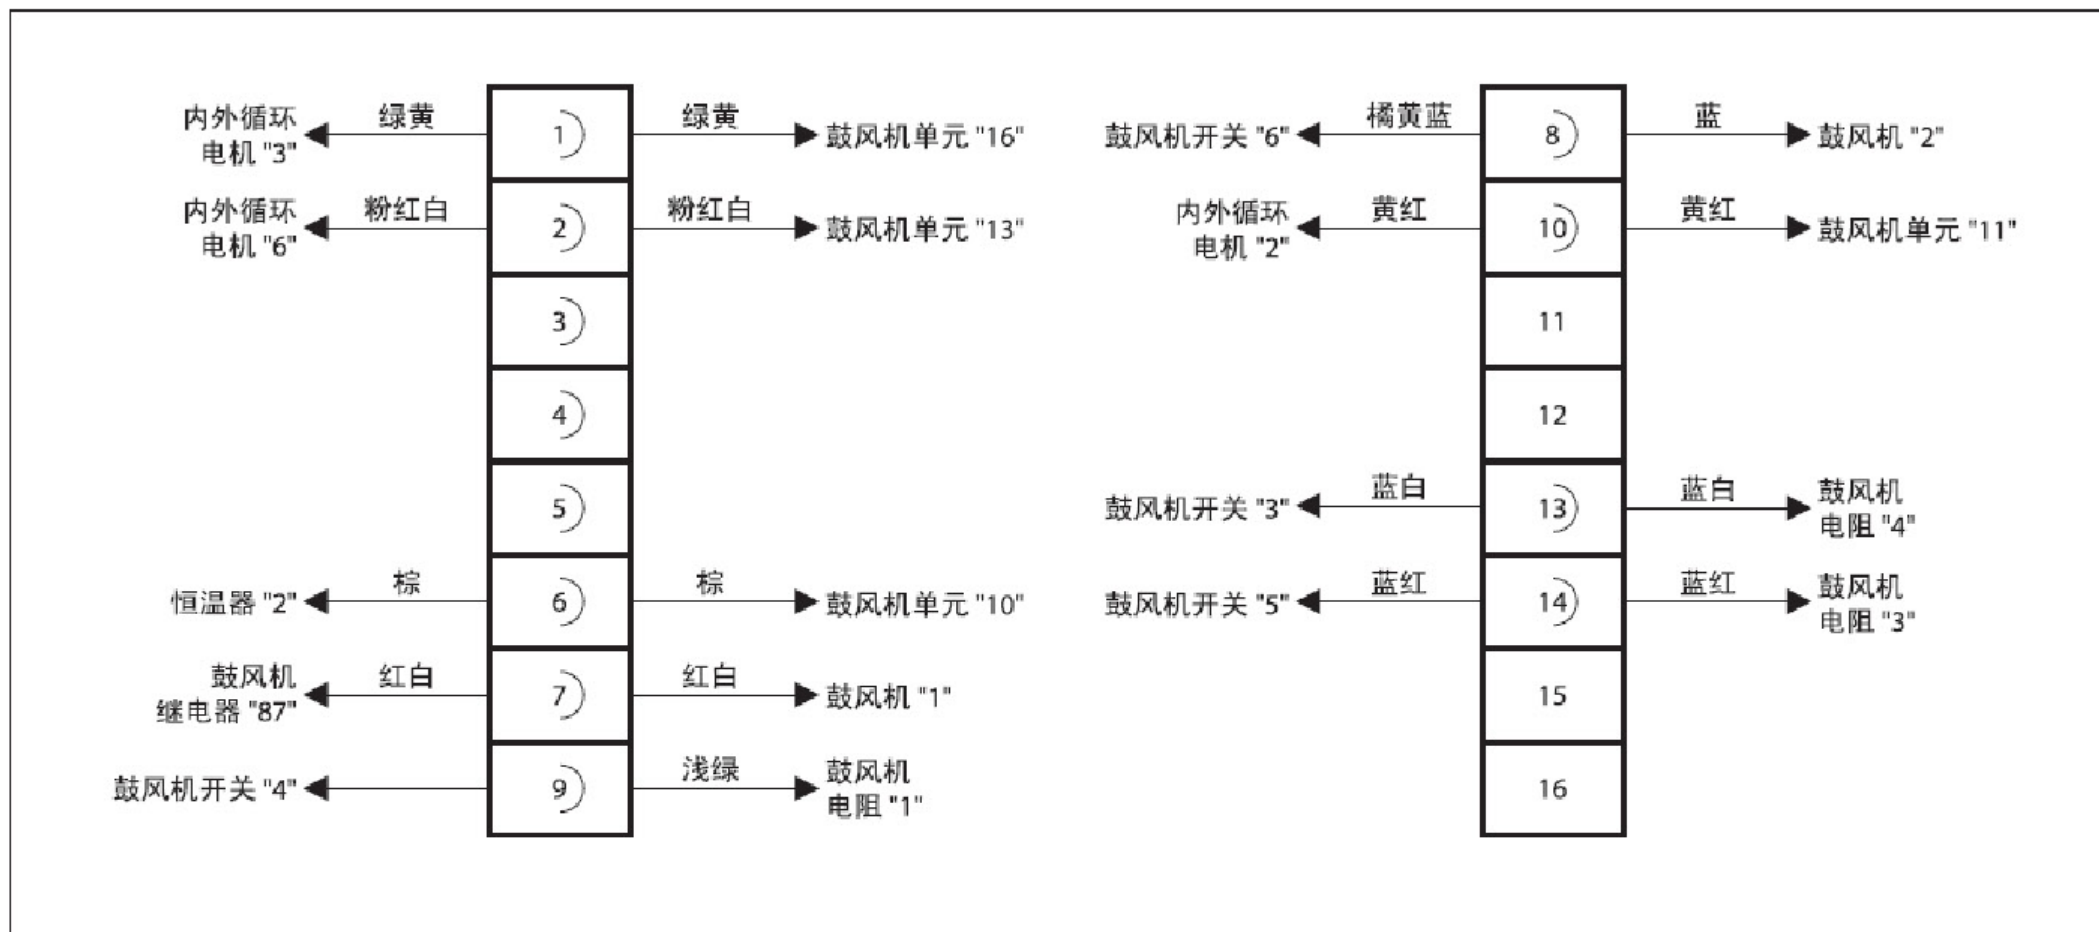 内外循环
电机 "3"
绿黄
1
绿黄
鼓风机单元 "16"
内外循环
电机 "6"
粉红白
2
粉红白
鼓风机单元 "13"
3
4
5
恒温器 "2"
棕
6
棕
鼓风机单元 "10"
鼓风机
继电器 "87"
红白
7
红白
鼓风机 "1"
鼓风机开关 "4"
9
浅绿
鼓风机
电阻 "1"
鼓风机开关 "6"
橘黄蓝
8
蓝
鼓风机 "2"
内外循环
电机 "2"
黄红
10
黄红
鼓风机单元 "11"
11
12
鼓风机开关 "3"
蓝白
13
蓝白
鼓风机
电阻 "4"
鼓风机开关 "5"
蓝红
14
蓝红
鼓风机
电阻 "3"
15
16